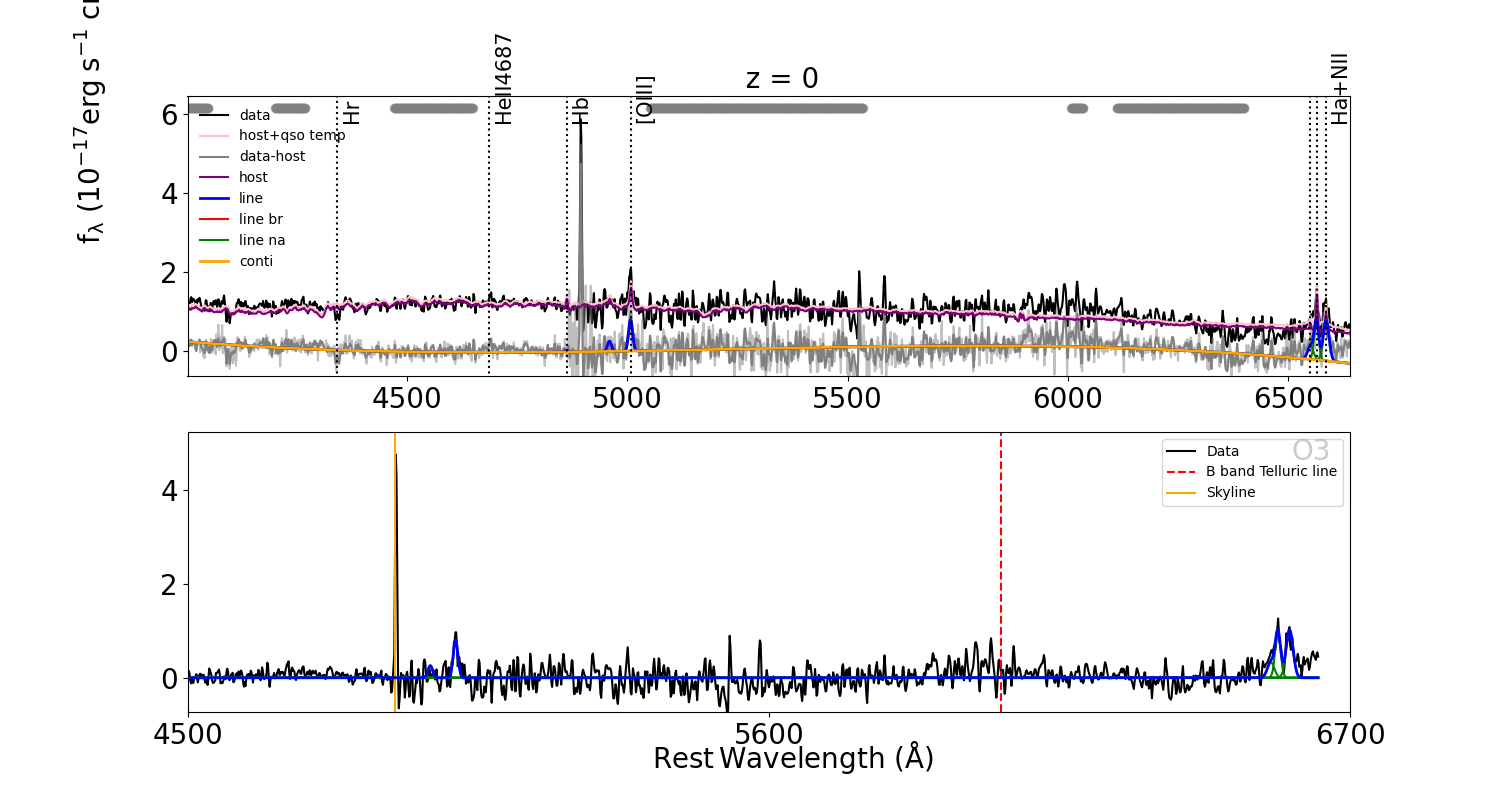 z = 0
f_λ (10^−17 erg s^−1 c
Hr
HeII4687
Hb
[OIII]
Ha+NII
data
host+qso temp
data-host
host
line
line br
line na
conti
6
4
2
0
4500 5000 5500 6000 6500
O3
Data
B band Telluric line
Skyline
4
2
0
4500 5600 6700
Rest Wavelength (Å)